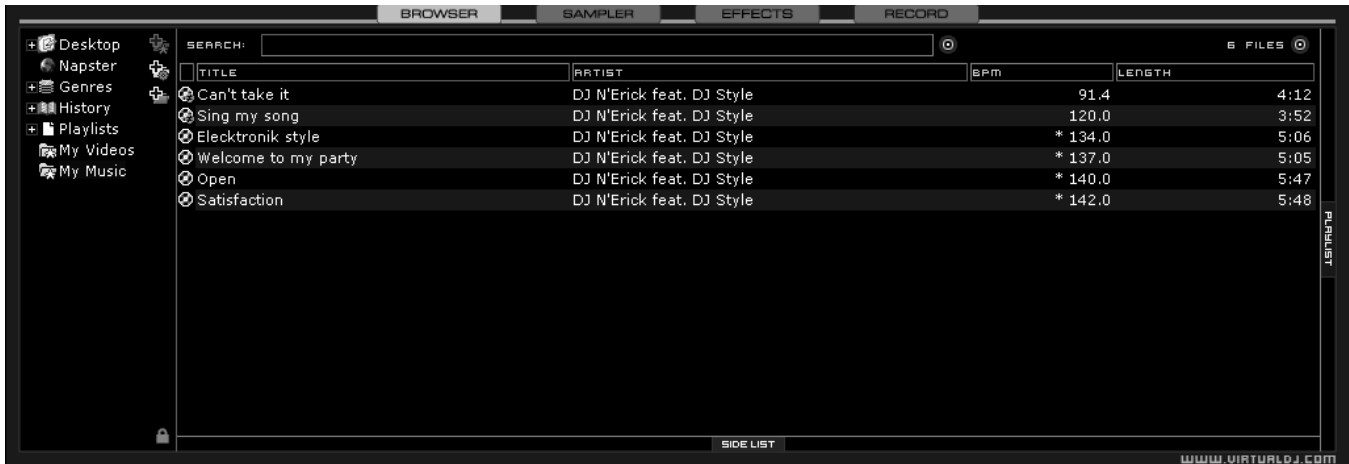 BROWSER SAMPLER EFFECTS RECORD
Desktop
Napster
Genres
History
Playlists
My Videos
My Music
SEARCH: 6 FILES
TITLE ARTIST BPM LENGTH
Can't take it DJ N'Erick feat. DJ Style 91.4 4:12
Sing my song DJ N'Erick feat. DJ Style 120.0 3:52
Elecktronik style DJ N'Erick feat. DJ Style * 134.0 5:06
Welcome to my party DJ N'Erick feat. DJ Style * 137.0 5:05
Open DJ N'Erick feat. DJ Style * 140.0 5:47
Satisfaction DJ N'Erick feat. DJ Style * 142.0 5:48
PLAYLIST
SIDE LIST
WWW.VIRTUALDJ.COM